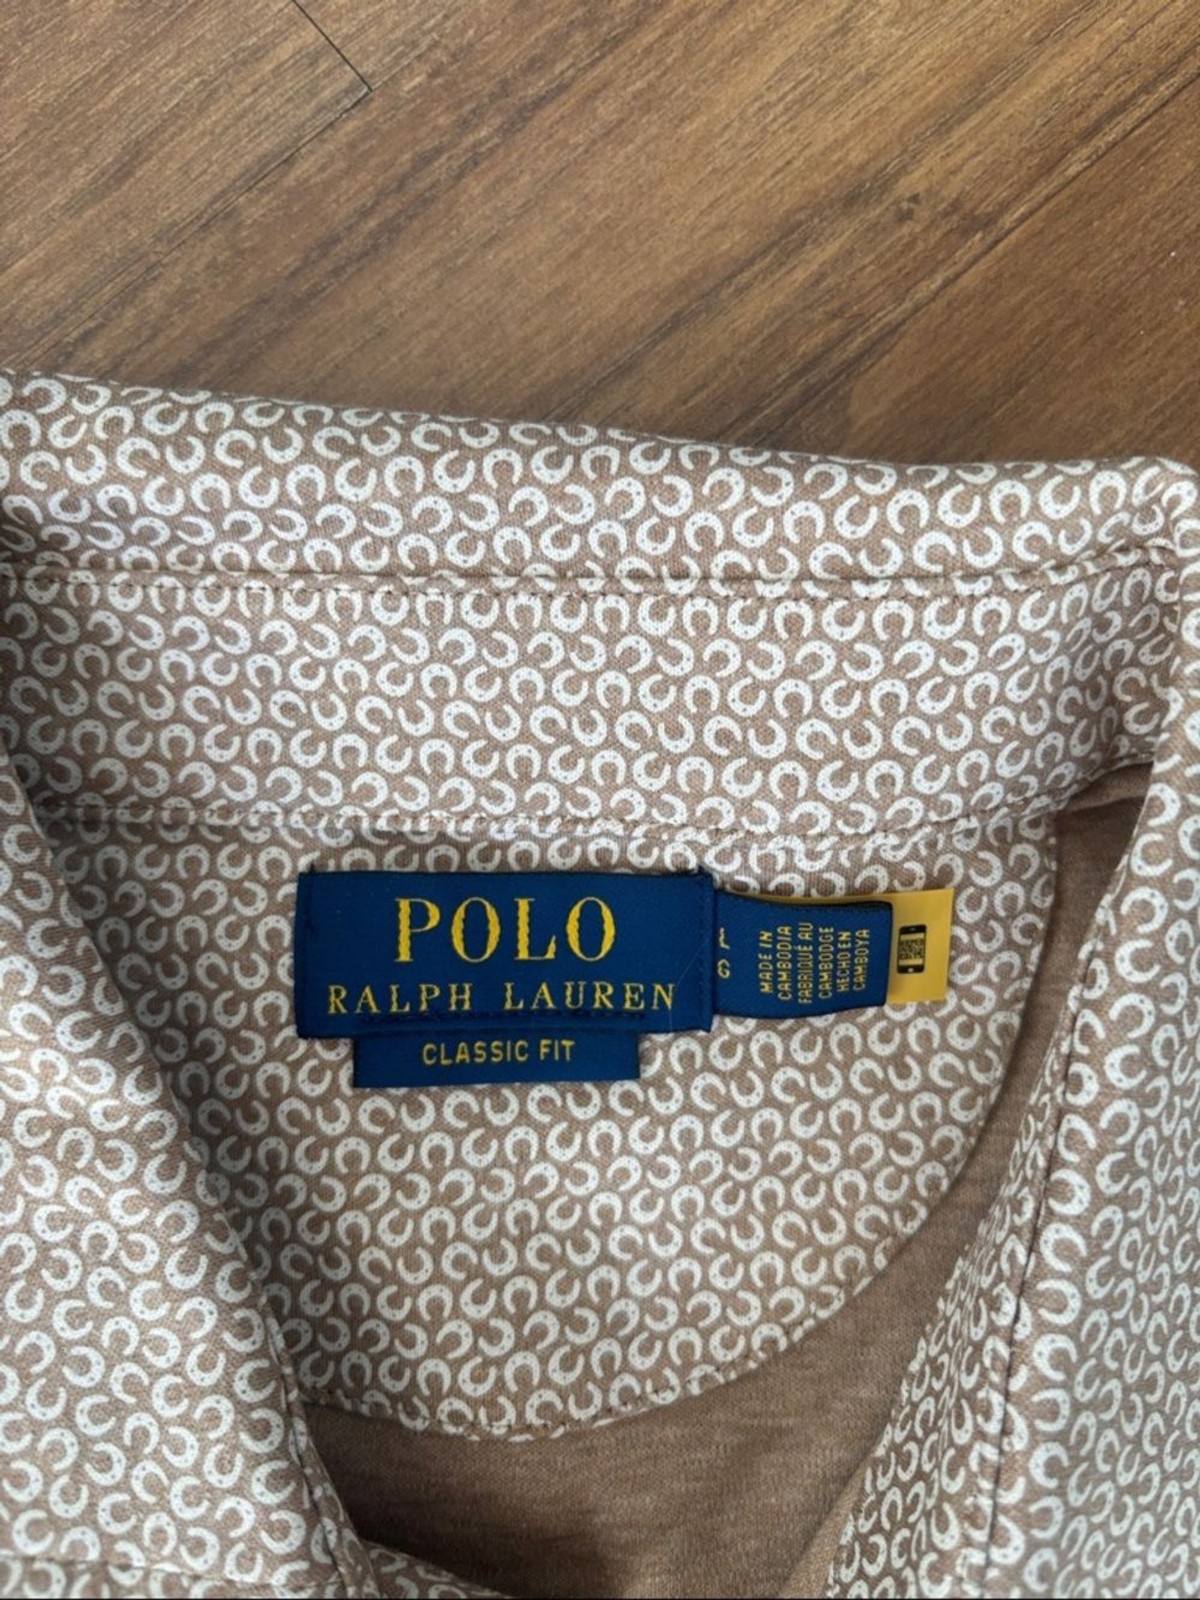 POLO
RALPH LAUREN
CLASSIC FIT
MADE IN
CAMBODIA
FABRIQUÉ AU
CAMBODGE
HECHO EN
CAMBOYA